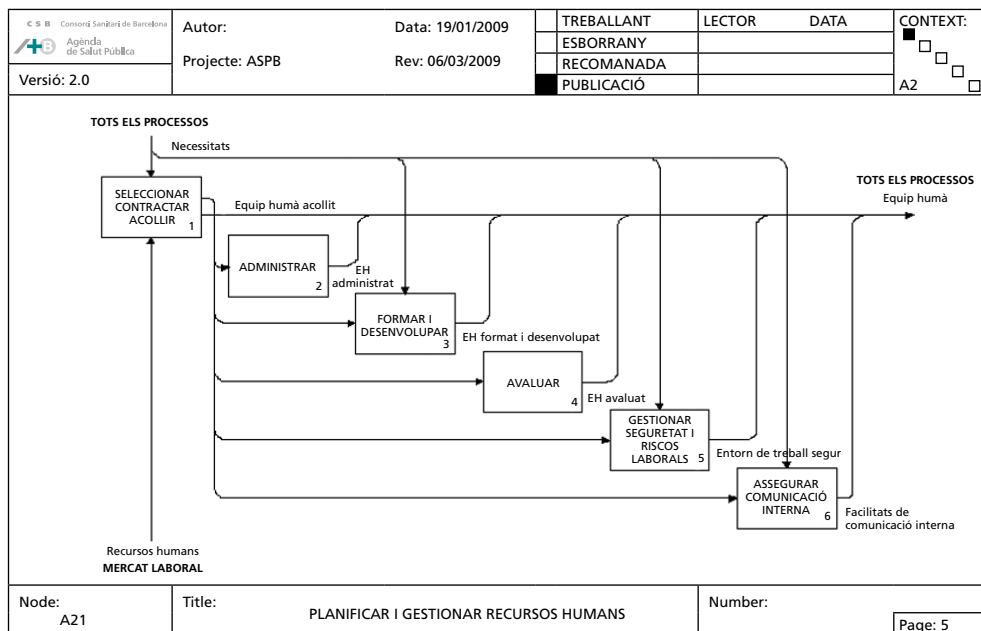 C S B Consorci Sanitari de Barcelona
Agència
de Salut Pública
Versió: 2.0
Autor:
Data: 19/01/2009
Projecte: ASPB
Rev: 06/03/2009
TREBALLANT
ESBORRANY
RECOMANADA
PUBLICACIÓ
LECTOR DATA
CONTEXT:
A2
TOTS ELS PROCESSOS
Necessitats
SELECCIONAR
CONTRACTAR
ACOLLIR
1
Equip humà acollit
TOTS ELS PROCESSOS
Equip humà
ADMINISTRAR
2
EH
administrat
FORMAR I
DESENVOLUPAR
3
EH format i desenvolupat
AVALUAR
4
EH avaluat
GESTIONAR
SEGURETAT I
RISCOS
LABORALS 5
Entorn de treball segur
ASSEGURAR
COMUNICACIÓ
INTERNA
6
Facilitats de
comunicació interna
Recursos humans
MERCAT LABORAL
Node:
A21
Title:
PLANIFICAR I GESTIONAR RECURSOS HUMANS
Number:
Page: 5